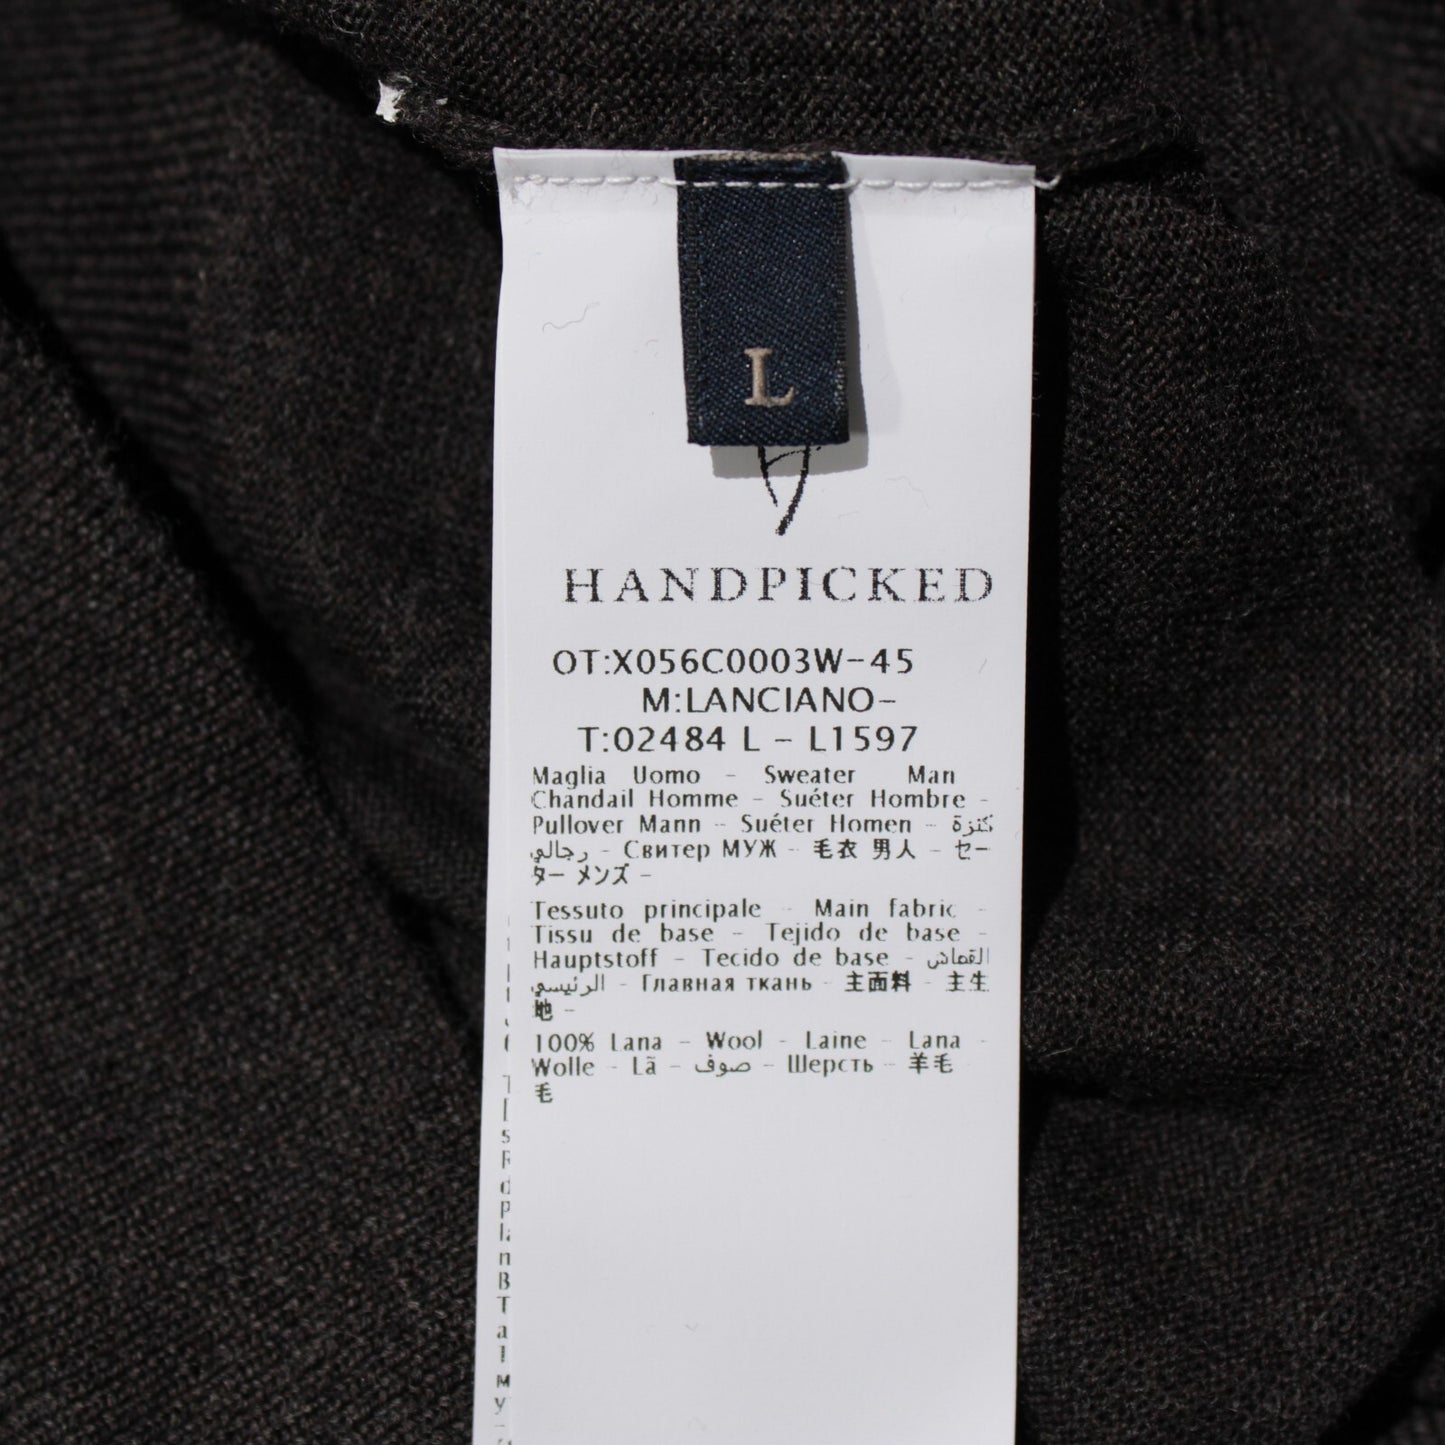 L
HANDPICKED
OT:X056C0003W-45
M:LANCIANO-
T:02484 L - L1597
Maglia Uomo - Sweater Man
Chandail Homme - Suéter Hombre -
Pullover Mann - Suéter Homen - كنزة
رجالي - Свитер МУЖ - 毛衣 男人 - セー
ター メンズ -
Tessuto principale - Main fabric -
Tissu de base - Tejido de base -
Hauptstoff - Tecido de base - القماش
الرئيسي - Главная ткань - 主面料 - 主生
地 -
100% Lana - Wool - Laine - Lana -
Wolle - Lã - صوف - Шерсть - 羊毛
毛